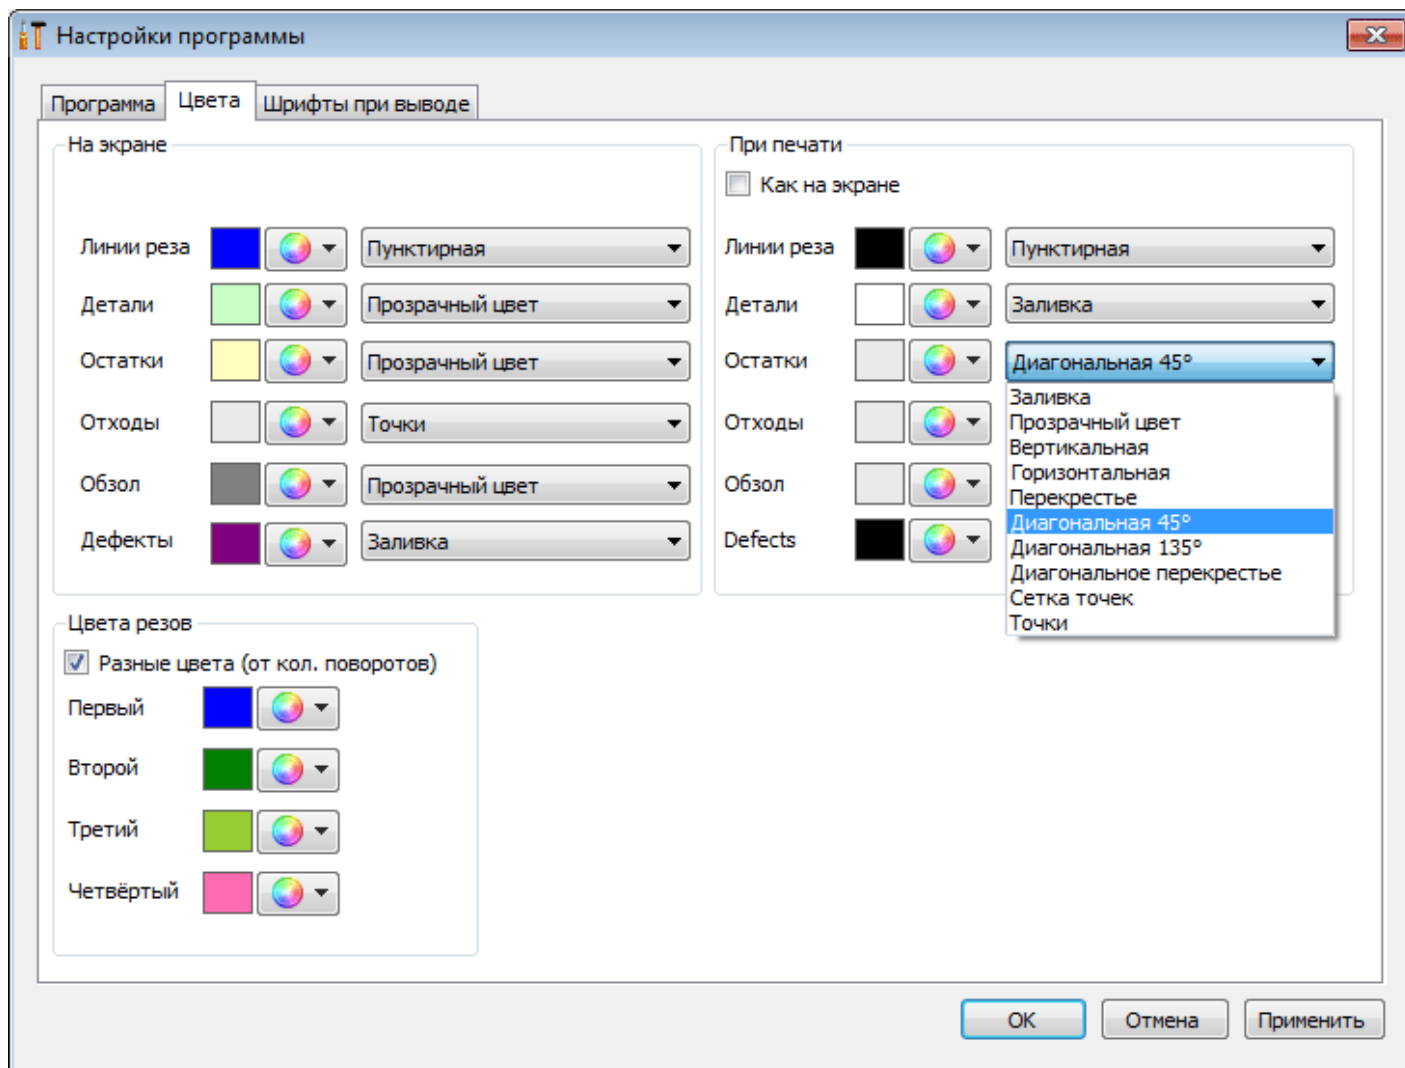 Настройки программы
Программа
Цвета
Шрифты при выводе
На экране
Линии реза
Пунктирная
Детали
Прозрачный цвет
Остатки
Прозрачный цвет
Отходы
Точки
Обзол
Прозрачный цвет
Дефекты
Заливка
При печати
Как на экране
Линии реза
Пунктирная
Детали
Заливка
Остатки
Диагональная 45°
Отходы
Обзол
Defects
Заливка
Прозрачный цвет
Вертикальная
Горизонтальная
Перекрестье
Диагональная 45°
Диагональная 135°
Диагональное перекрестье
Сетка точек
Точки
Цвета резов
Разные цвета (от кол. поворотов)
Первый
Второй
Третий
Четвёртый
ОК
Отмена
Применить